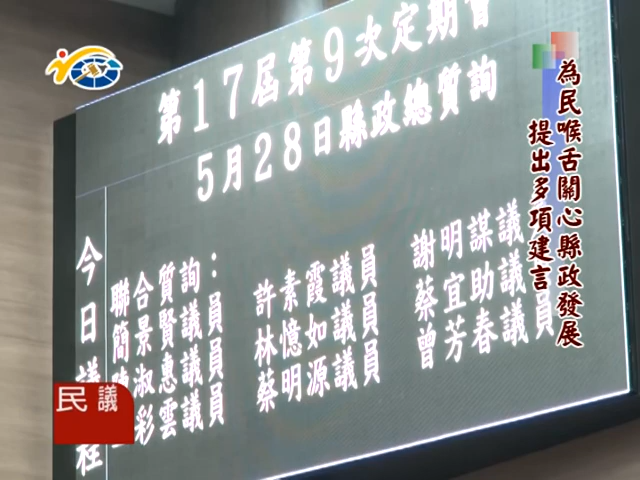 第17屆第9次定期會
5月28日縣政總質詢
今日議程
聯合質詢： 許素霞議員 謝明謀議
簡景賢議員 林憶如議員 蔡宜助議
淑惠議員 蔡明源議員 曾芳春議員
彩雲議員
為民喉舌關心縣政發展
提出多項建言
民議